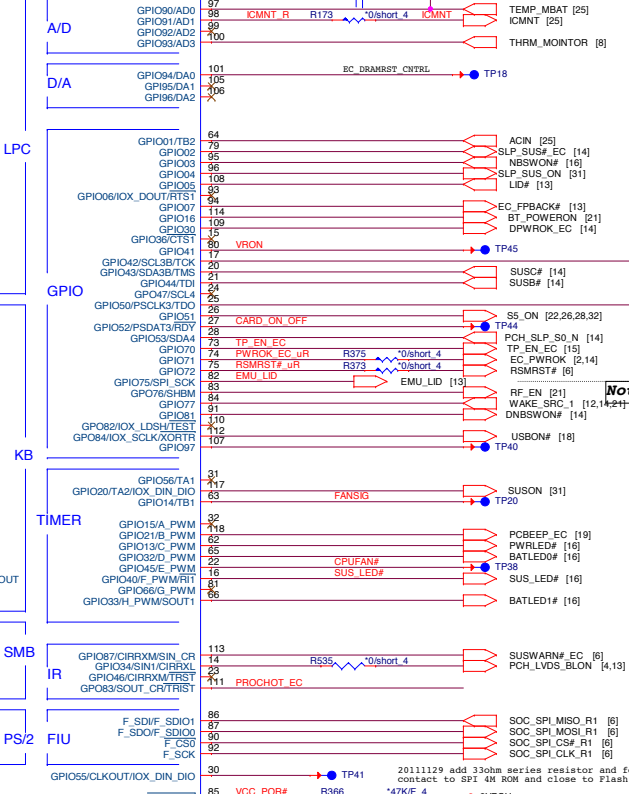 97
GPIO90/AD0 TEMP_MBAT [25]
98
GPIO91/AD1 ICMNT_R R173 *0/short_4 ICMNT ICMNT [25]
99
GPIO92/AD2
100
GPIO93/AD3 THRM_MOINTOR [8]
A/D
101
GPIO94/DA0 EC_DRAMRST_CNTRL TP18
105
GPI95/DA1
106
GPI96/DA2
D/A
LPC
64
GPIO01/TB2 ACIN [25]
79
GPIO02 SLP_SUS#_EC [14]
95
GPIO03 NBSWON# [16]
96
GPIO04 SLP_SUS_ON [31]
108
GPIO05 LID# [13]
93
GPIO06/IOX_DOUT/RTS1
94
GPIO07 EC_FPBACK# [13]
114
GPIO16 BT_POWERON [21]
109
GPIO30 DPWROK_EC [14]
15
GPIO36/CTS1
80
GPIO41 VRON TP45
17
GPIO42/SCL3B/TCK
20
GPIO43/SDA3B/TMS SUSC# [14]
21
GPIO44/TDI SUSB# [14]
24
GPO47/SCL4
25
GPIO50/PSCLK3/TDO
26
GPIO51 S5_ON [22,26,28,32]
27
GPIO52/PSDAT3/RDY CARD_ON_OFF TP44
28
GPIO53/SDA4 PCH_SLP_S0_N [14]
73
GPIO70 TP_EN_EC TP_EN_EC [15]
74
GPIO71 PWROK_EC_uR R375 *0/short_4 EC_PWROK [2,14]
75
GPIO72 RSMRST#_uR R373 *0/short_4 RSMRST# [6]
82
GPIO75/SPI_SCK EMU_LID EMU_LID [13]
83
GPIO76/SHBM RF_EN [21]
84
GPIO77 WAKE_SRC_1 [12,14,21]
91
GPIO81 DNBSWON# [14]
110
GPO82/IOX_LDSH/TEST
112
GPIO84/IOX_SCLK/XORTR USBON# [18]
107
GPIO97 TP40
GPIO
KB
31
GPIO56/TA1
117
GPIO20/TA2/IOX_DIN_DIO SUSON [31]
63
GPIO14/TB1 FANSIG TP20
TIMER
32
GPIO15/A_PWM
118
GPIO21/B_PWM PCBEEP_EC [19]
62
GPIO13/C_PWM PWRLED# [16]
65
GPIO32/D_PWM BATLED0# [16]
22
GPIO45/E_PWM CPUFAN# TP38
16
GPIO40/F_PWM/RI1 SUS_LED# SUS_LED# [16]
81
GPIO66/G_PWM
66
GPIO33/H_PWM/SOUT1 BATLED1# [16]
OUT
SMB
113
GPIO87/CIRRXM/SIN_CR SUSWARN#_EC [6]
14
GPIO34/SIN1/CIRRXL R535 *0/short_4 PCH_LVDS_BLON [4,13]
23
GPIO46/CIRRXM/TRST
111
GPO83/SOUT_CR/TRIST PROCHOT_EC
IR
PS/2 FIU
86
F_SDI/F_SDIO1 SOC_SPI_MISO_R1 [6]
87
F_SDO/F_SDIO0 SOC_SPI_MOSI_R1 [6]
90
F_CS0 SOC_SPI_CS#_R1 [6]
92
F_SCK SOC_SPI_CLK_R1 [6]
30
GPIO55/CLKOUT/IOX_DIN_DIO TP41
20111129 add 33ohm series resistor and f
contact to SPI 4M ROM and close to Flash
85
VCC_POR# R366 *47K/F_4